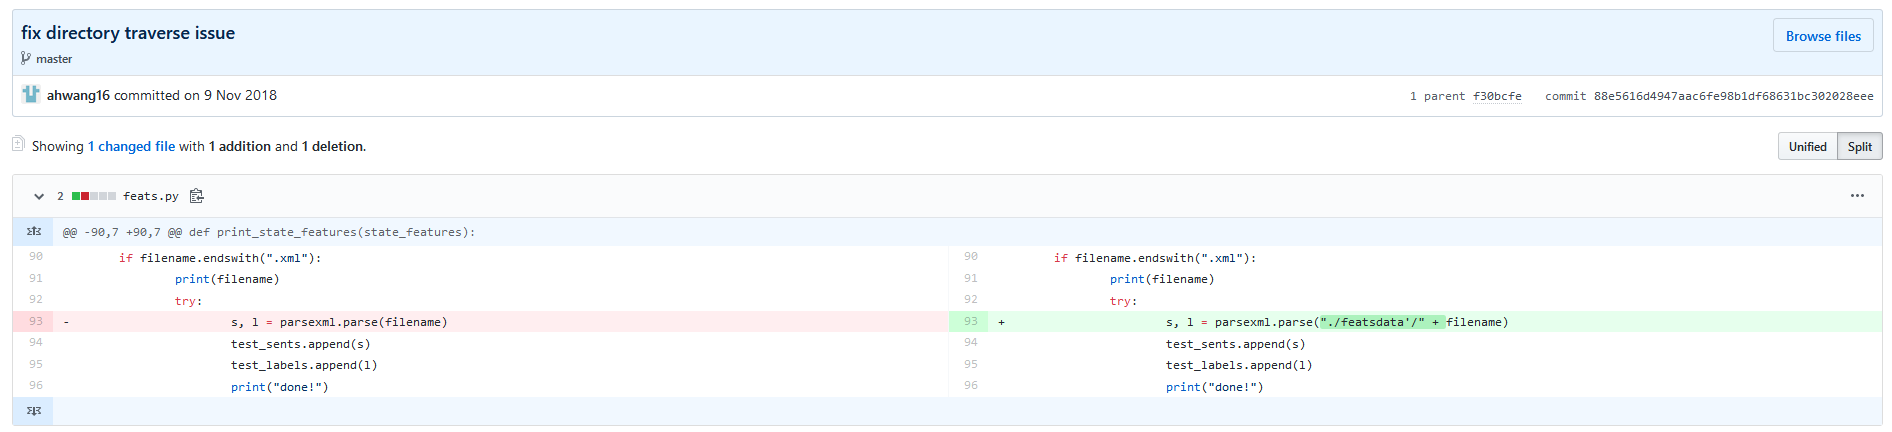 fix directory traverse issue
Browse files
master
ahwang16 committed on 9 Nov 2018
1 parent f30bcfe commit 88e5616d4947aac6fe98b1df68631bc302028eee
Showing 1 changed file with 1 addition and 1 deletion.
Unified Split
2 feats.py
@@ -90,7 +90,7 @@ def print_state_features(state_features):
90 if filename.endswith(".xml"): 90 if filename.endswith(".xml"):
91 print(filename) 91 print(filename)
92 try: 92 try:
93 - s, l = parsexml.parse(filename) 93 + s, l = parsexml.parse("./featsdata'/" + filename)
94 test_sents.append(s) 94 test_sents.append(s)
95 test_labels.append(l) 95 test_labels.append(l)
96 print("done!") 96 print("done!")